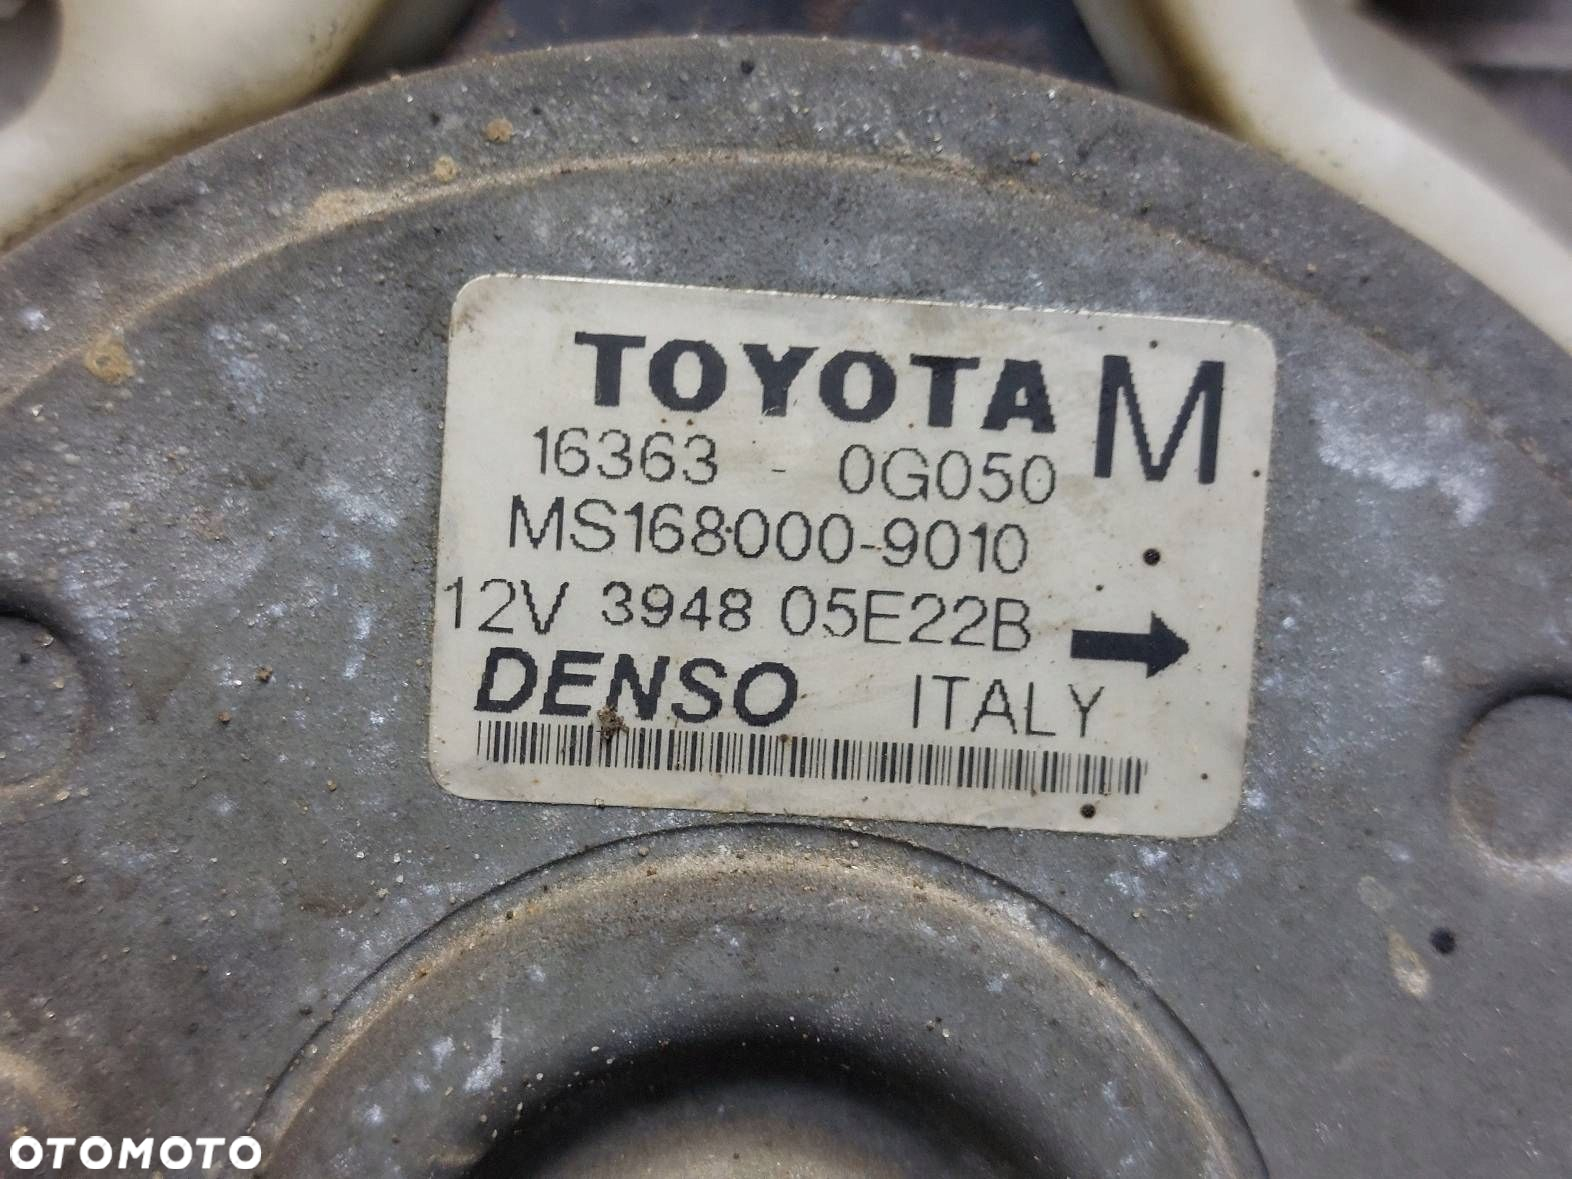 TOYOTA M
16363 - 0G050
MS168000-9010
12V 3948 05E22B
DENSO ITALY
OTOMOTO